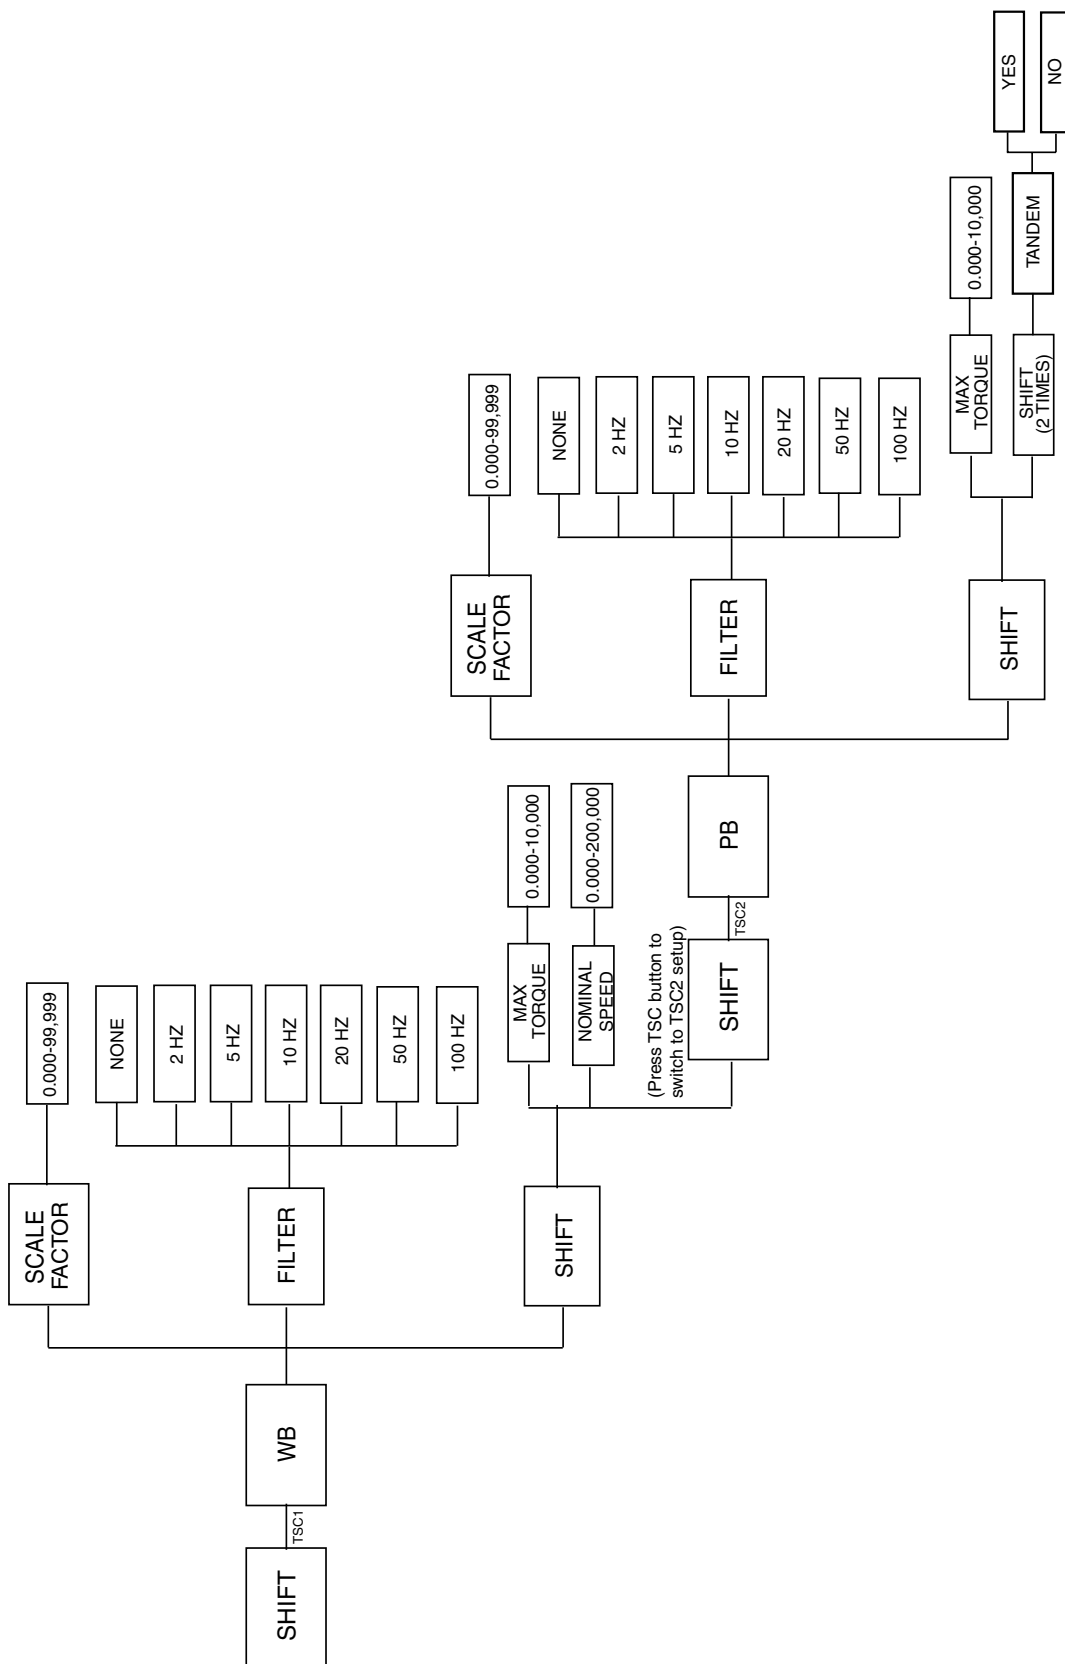 SHIFT
TSC1
WB
SCALE
FACTOR
0.000-99,999
FILTER
NONE
2 HZ
5 HZ
10 HZ
20 HZ
50 HZ
100 HZ
SHIFT
MAX
TORQUE
0.000-10,000
NOMINAL
SPEED
0.000-200,000
(Press TSC button to
switch to TSC2 setup)
SHIFT
TSC2
PB
SCALE
FACTOR
0.000-99,999
FILTER
NONE
2 HZ
5 HZ
10 HZ
20 HZ
50 HZ
100 HZ
SHIFT
MAX
TORQUE
0.000-10,000
SHIFT
(2 TIMES)
TANDEM
YES
NO